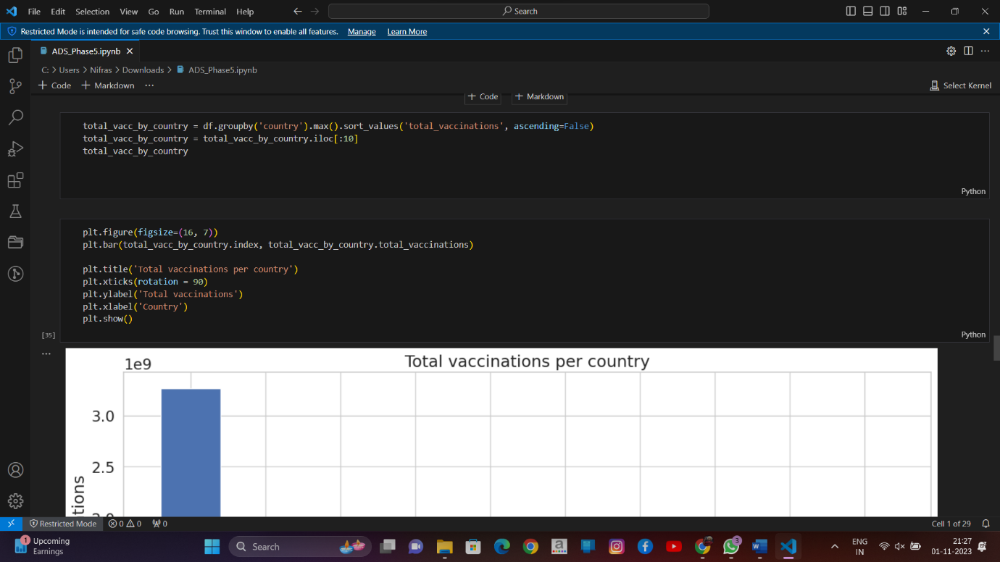 File Edit Selection View Go Run Terminal Help
Search
Restricted Mode is intended for safe code browsing. Trust this window to enable all features. Manage Learn More
ADS_Phase5.ipynb
C: > Users > Nifras > Downloads > ADS_Phase5.ipynb
+ Code + Markdown ... Select Kernel
+ Code + Markdown
total_vacc_by_country = df.groupby('country').max().sort_values('total_vaccinations', ascending=False)
total_vacc_by_country = total_vacc_by_country.iloc[:10]
total_vacc_by_country
Python
plt.figure(figsize=(16, 7))
plt.bar(total_vacc_by_country.index, total_vacc_by_country.total_vaccinations)
plt.title('Total vaccinations per country')
plt.xticks(rotation = 90)
plt.ylabel('Total vaccinations')
plt.xlabel('Country')
plt.show()
[35] Python
...
1e9 Total vaccinations per country
3.0
2.5
tions
Restricted Mode 0 0 0 Cell 1 of 29
1 Upcoming
Earnings
Search
a
3
W
ENG
IN
21:27
01-11-2023